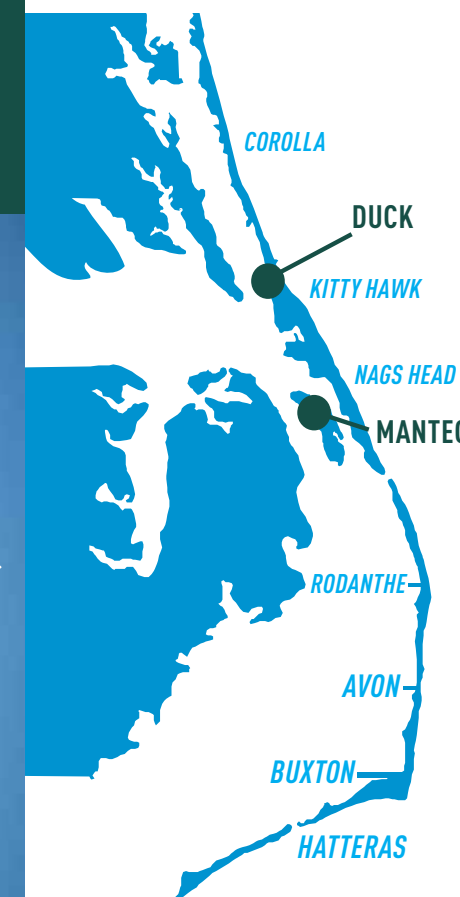 COROLLA
DUCK
KITTY HAWK
NAGS HEAD
RODANTHE
AVON
BUXTON
HATTERAS